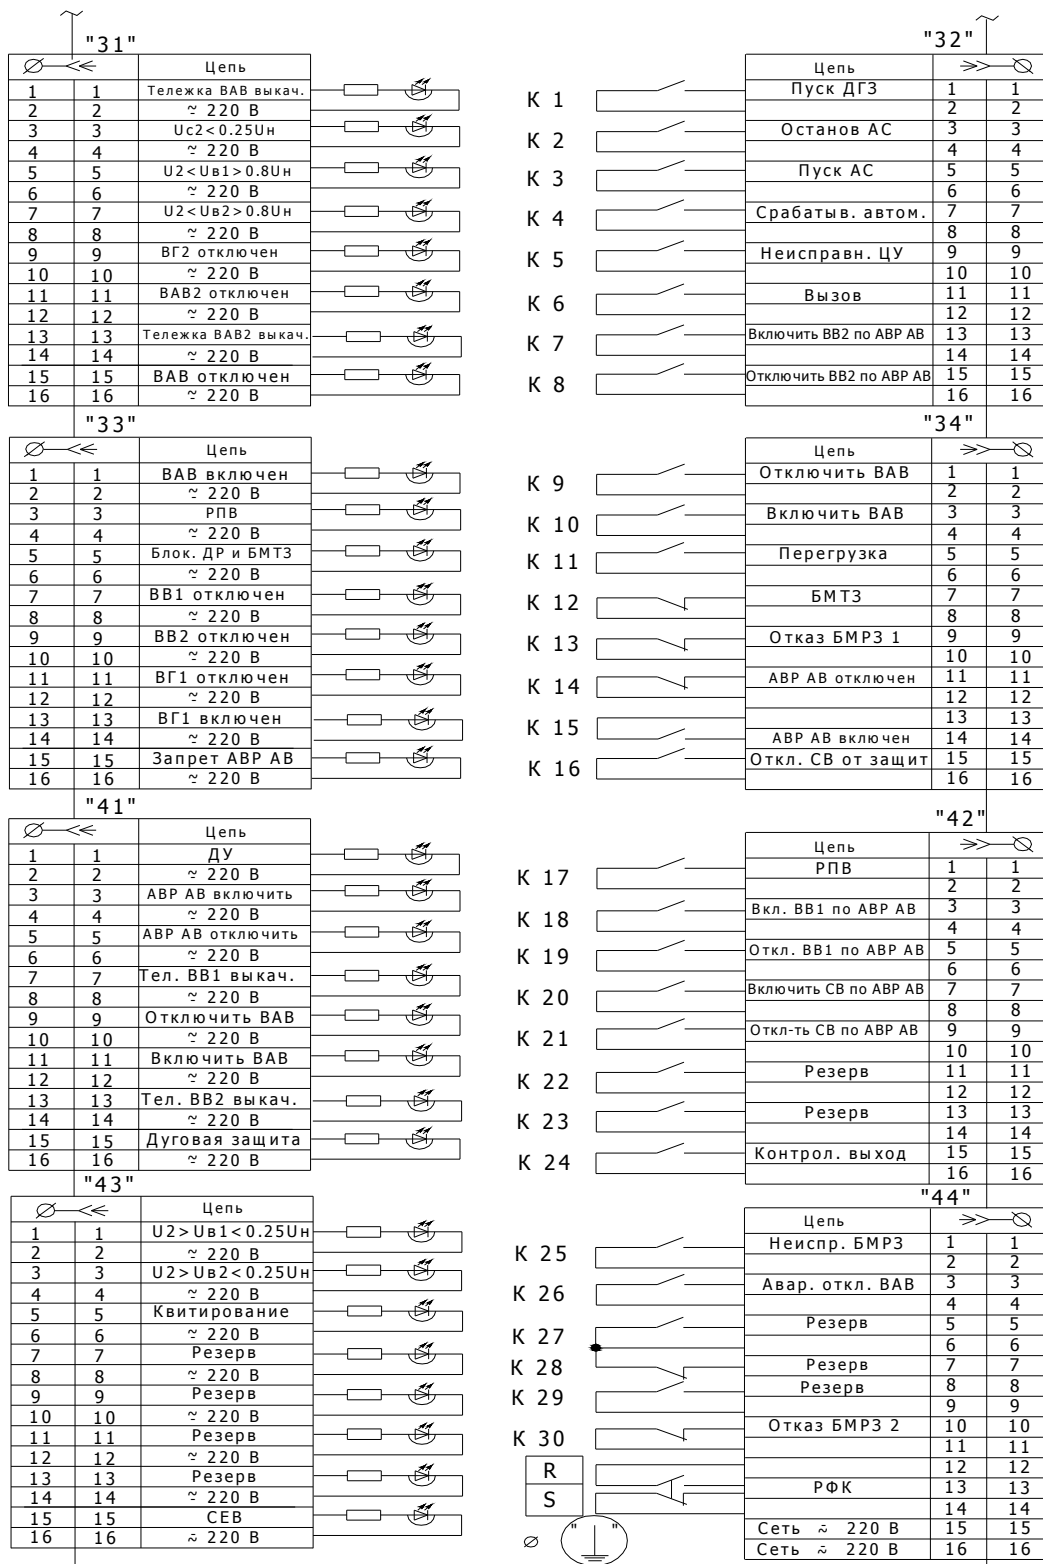 "31"
Цепь
1 1 Тележка ВАВ выкач.
2 2 ~ 220 В
3 3 Uс2<0.25Uн
4 4 ~ 220 В
5 5 U2<Uв1>0.8Uн
6 6 ~ 220 В
7 7 U2<Uв2>0.8Uн
8 8 ~ 220 В
9 9 ВГ2 отключен
10 10 ~ 220 В
11 11 ВАВ2 отключен
12 12 ~ 220 В
13 13 Тележка ВАВ2 выкач.
14 14 ~ 220 В
15 15 ВАВ отключен
16 16 ~ 220 В
"32"
Цепь
К 1 Пуск ДГЗ 1 1
2 2
К 2 Останов АС 3 3
4 4
К 3 Пуск АС 5 5
6 6
К 4 Срабатыв. автом. 7 7
8 8
К 5 Неисправн. ЦУ 9 9
10 10
К 6 Вызов 11 11
12 12
К 7 Включить ВВ2 по АВР АВ 13 13
14 14
К 8 Отключить ВВ2 по АВР АВ 15 15
16 16
"33"
Цепь
1 1 ВАВ включен
2 2 ~ 220 В
3 3 РПВ
4 4 ~ 220 В
5 5 Блок. ДР и БМТЗ
6 6 ~ 220 В
7 7 ВВ1 отключен
8 8 ~ 220 В
9 9 ВВ2 отключен
10 10 ~ 220 В
11 11 ВГ1 отключен
12 12 ~ 220 В
13 13 ВГ1 включен
14 14 ~ 220 В
15 15 Запрет АВР АВ
16 16 ~ 220 В
"34"
Цепь
К 9 Отключить ВАВ 1 1
2 2
К 10 Включить ВАВ 3 3
4 4
К 11 Перегрузка 5 5
6 6
К 12 БМТЗ 7 7
8 8
К 13 Отказ БМРЗ 1 9 9
10 10
К 14 АВР АВ отключен 11 11
12 12
К 15 13 13
АВР АВ включен 14 14
К 16 Откл. СВ от защит 15 15
16 16
"41"
Цепь
1 1 ДУ
2 2 ~ 220 В
3 3 АВР АВ включить
4 4 ~ 220 В
5 5 АВР АВ отключить
6 6 ~ 220 В
7 7 Тел. ВВ1 выкач.
8 8 ~ 220 В
9 9 Отключить ВАВ
10 10 ~ 220 В
11 11 Включить ВАВ
12 12 ~ 220 В
13 13 Тел. ВВ2 выкач.
14 14 ~ 220 В
15 15 Дуговая защита
16 16 ~ 220 В
"42"
Цепь
К 17 РПВ 1 1
2 2
К 18 Вкл. ВВ1 по АВР АВ 3 3
4 4
К 19 Откл. ВВ1 по АВР АВ 5 5
6 6
К 20 Включить СВ по АВР АВ 7 7
8 8
К 21 Откл-ть СВ по АВР АВ 9 9
10 10
К 22 Резерв 11 11
12 12
К 23 Резерв 13 13
14 14
К 24 Контрол. выход 15 15
16 16
"43"
Цепь
1 1 U2>Uв1<0.25Uн
2 2 ~ 220 В
3 3 U2>Uв2<0.25Uн
4 4 ~ 220 В
5 5 Квитирование
6 6 ~ 220 В
7 7 Резерв
8 8 ~ 220 В
9 9 Резерв
10 10 ~ 220 В
11 11 Резерв
12 12 ~ 220 В
13 13 Резерв
14 14 ~ 220 В
15 15 СЕВ
16 16 ~ 220 В
"44"
Цепь
К 25 Неиспр. БМРЗ 1 1
2 2
К 26 Авар. откл. ВАВ 3 3
4 4
К 27 Резерв 5 5
6 6
К 28 Резерв 7 7
К 29 Резерв 8 8
9 9
К 30 Отказ БМРЗ 2 10 10
11 11
R 12 12
S РФК 13 13
14 14
Сеть ~ 220 В 15 15
Сеть ~ 220 В 16 16
" "